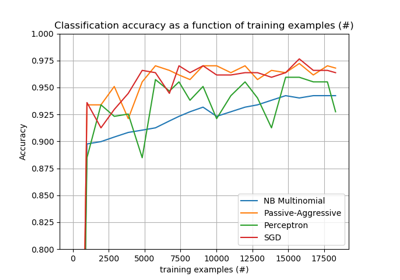 Classification accuracy as a function of training examples (#)
1.000
0.975
0.950
0.925
0.900
0.875
0.850
0.825
0.800
Accuracy
NB Multinomial
Passive-Aggressive
Perceptron
SGD
0 2500 5000 7500 10000 12500 15000 17500
training examples (#)